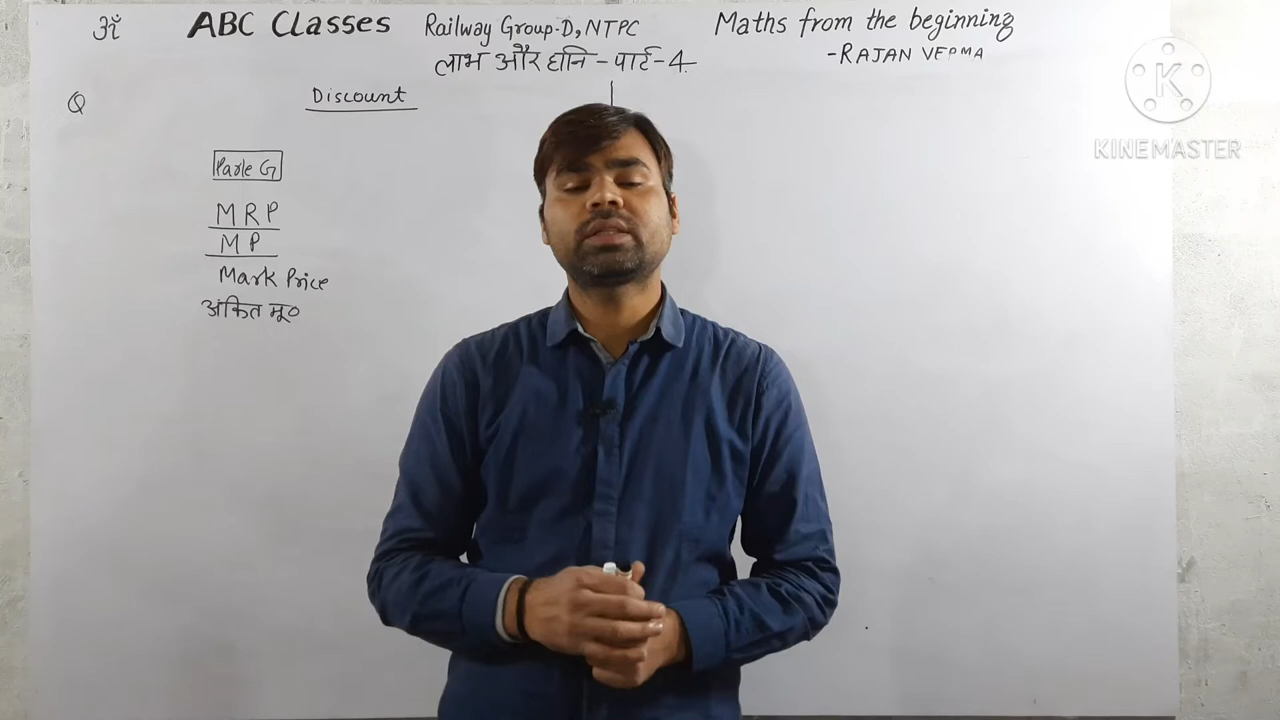 ॐ ABC Classes Railway Group-D, NTPC Maths from the beginning
लाभ और हानि - पार्ट - 4 - RAJAN VERMA
Q Discount
Parle G
MRP
MP
Mark Price
अंकित मू०
K
KINEMASTER